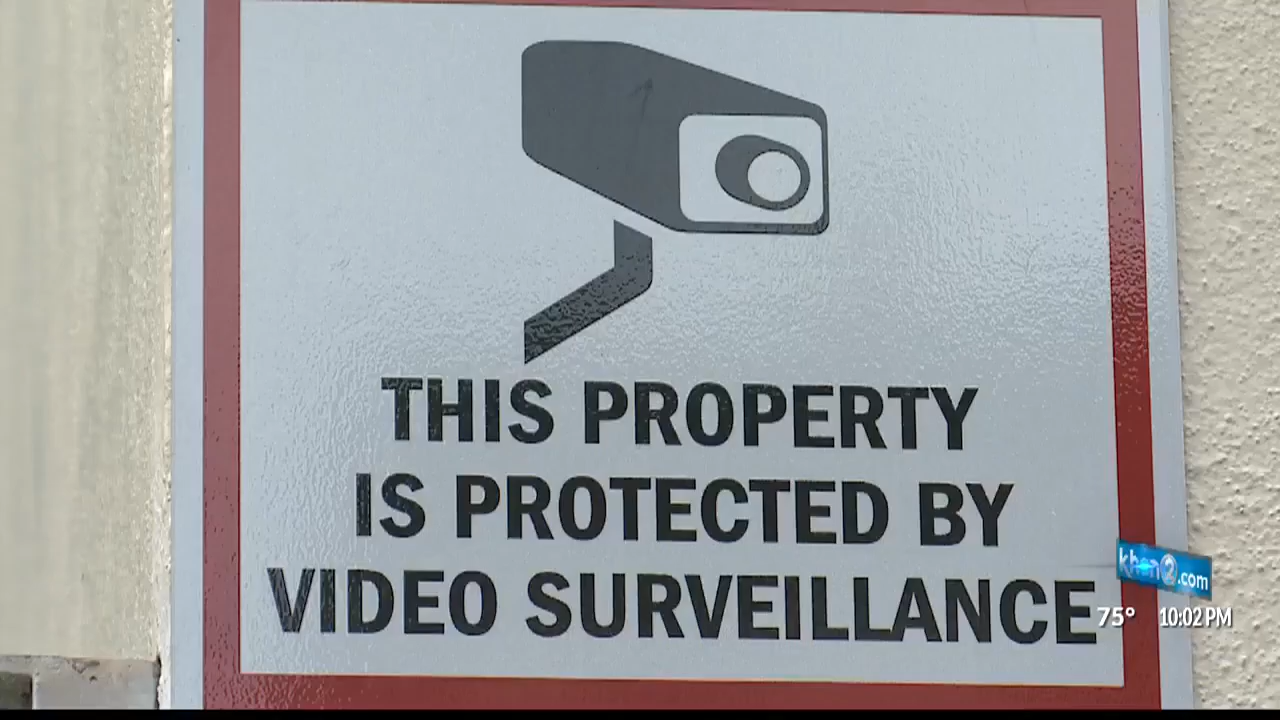 THIS PROPERTY
IS PROTECTED BY
VIDEO SURVEILLANCE
khon2.com
75° 10:02 PM